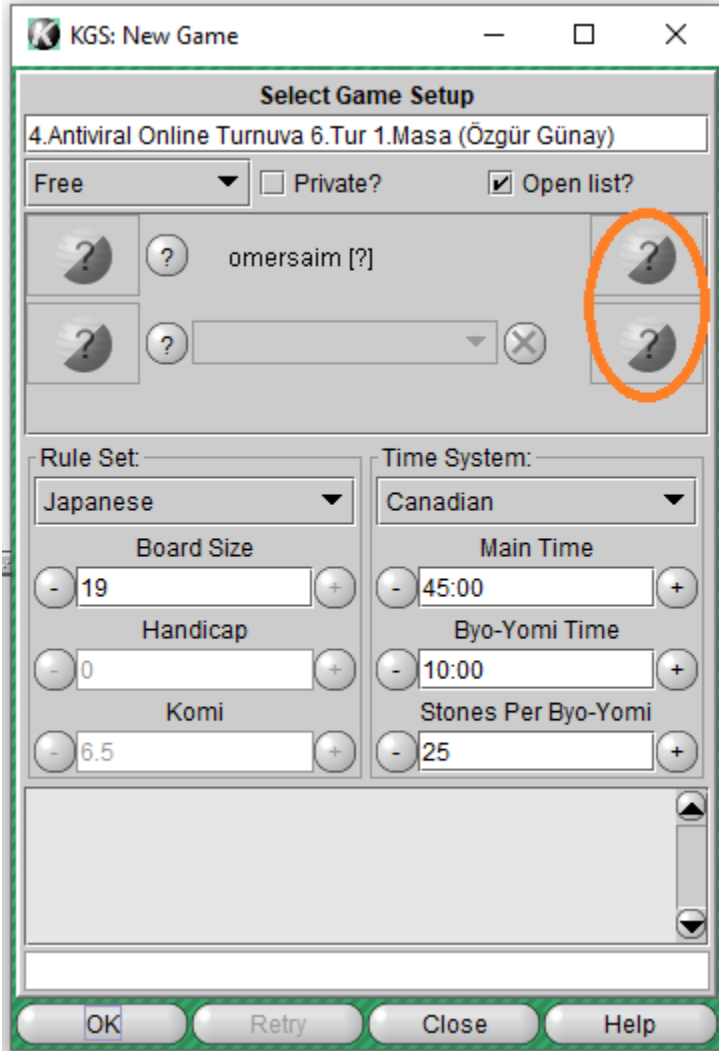 KGS: New Game
Select Game Setup
4.Antiviral Online Turnuva 6.Tur 1.Masa (Özgür Günay)
Free Private? Open list?
? ? omersaim [?] ?
? ? ?
Rule Set: Time System:
Japanese Canadian
Board Size Main Time
- 19 + - 45:00 +
Handicap Byo-Yomi Time
- 0 + - 10:00 +
Komi Stones Per Byo-Yomi
- 6.5 + - 25 +
OK Retry Close Help